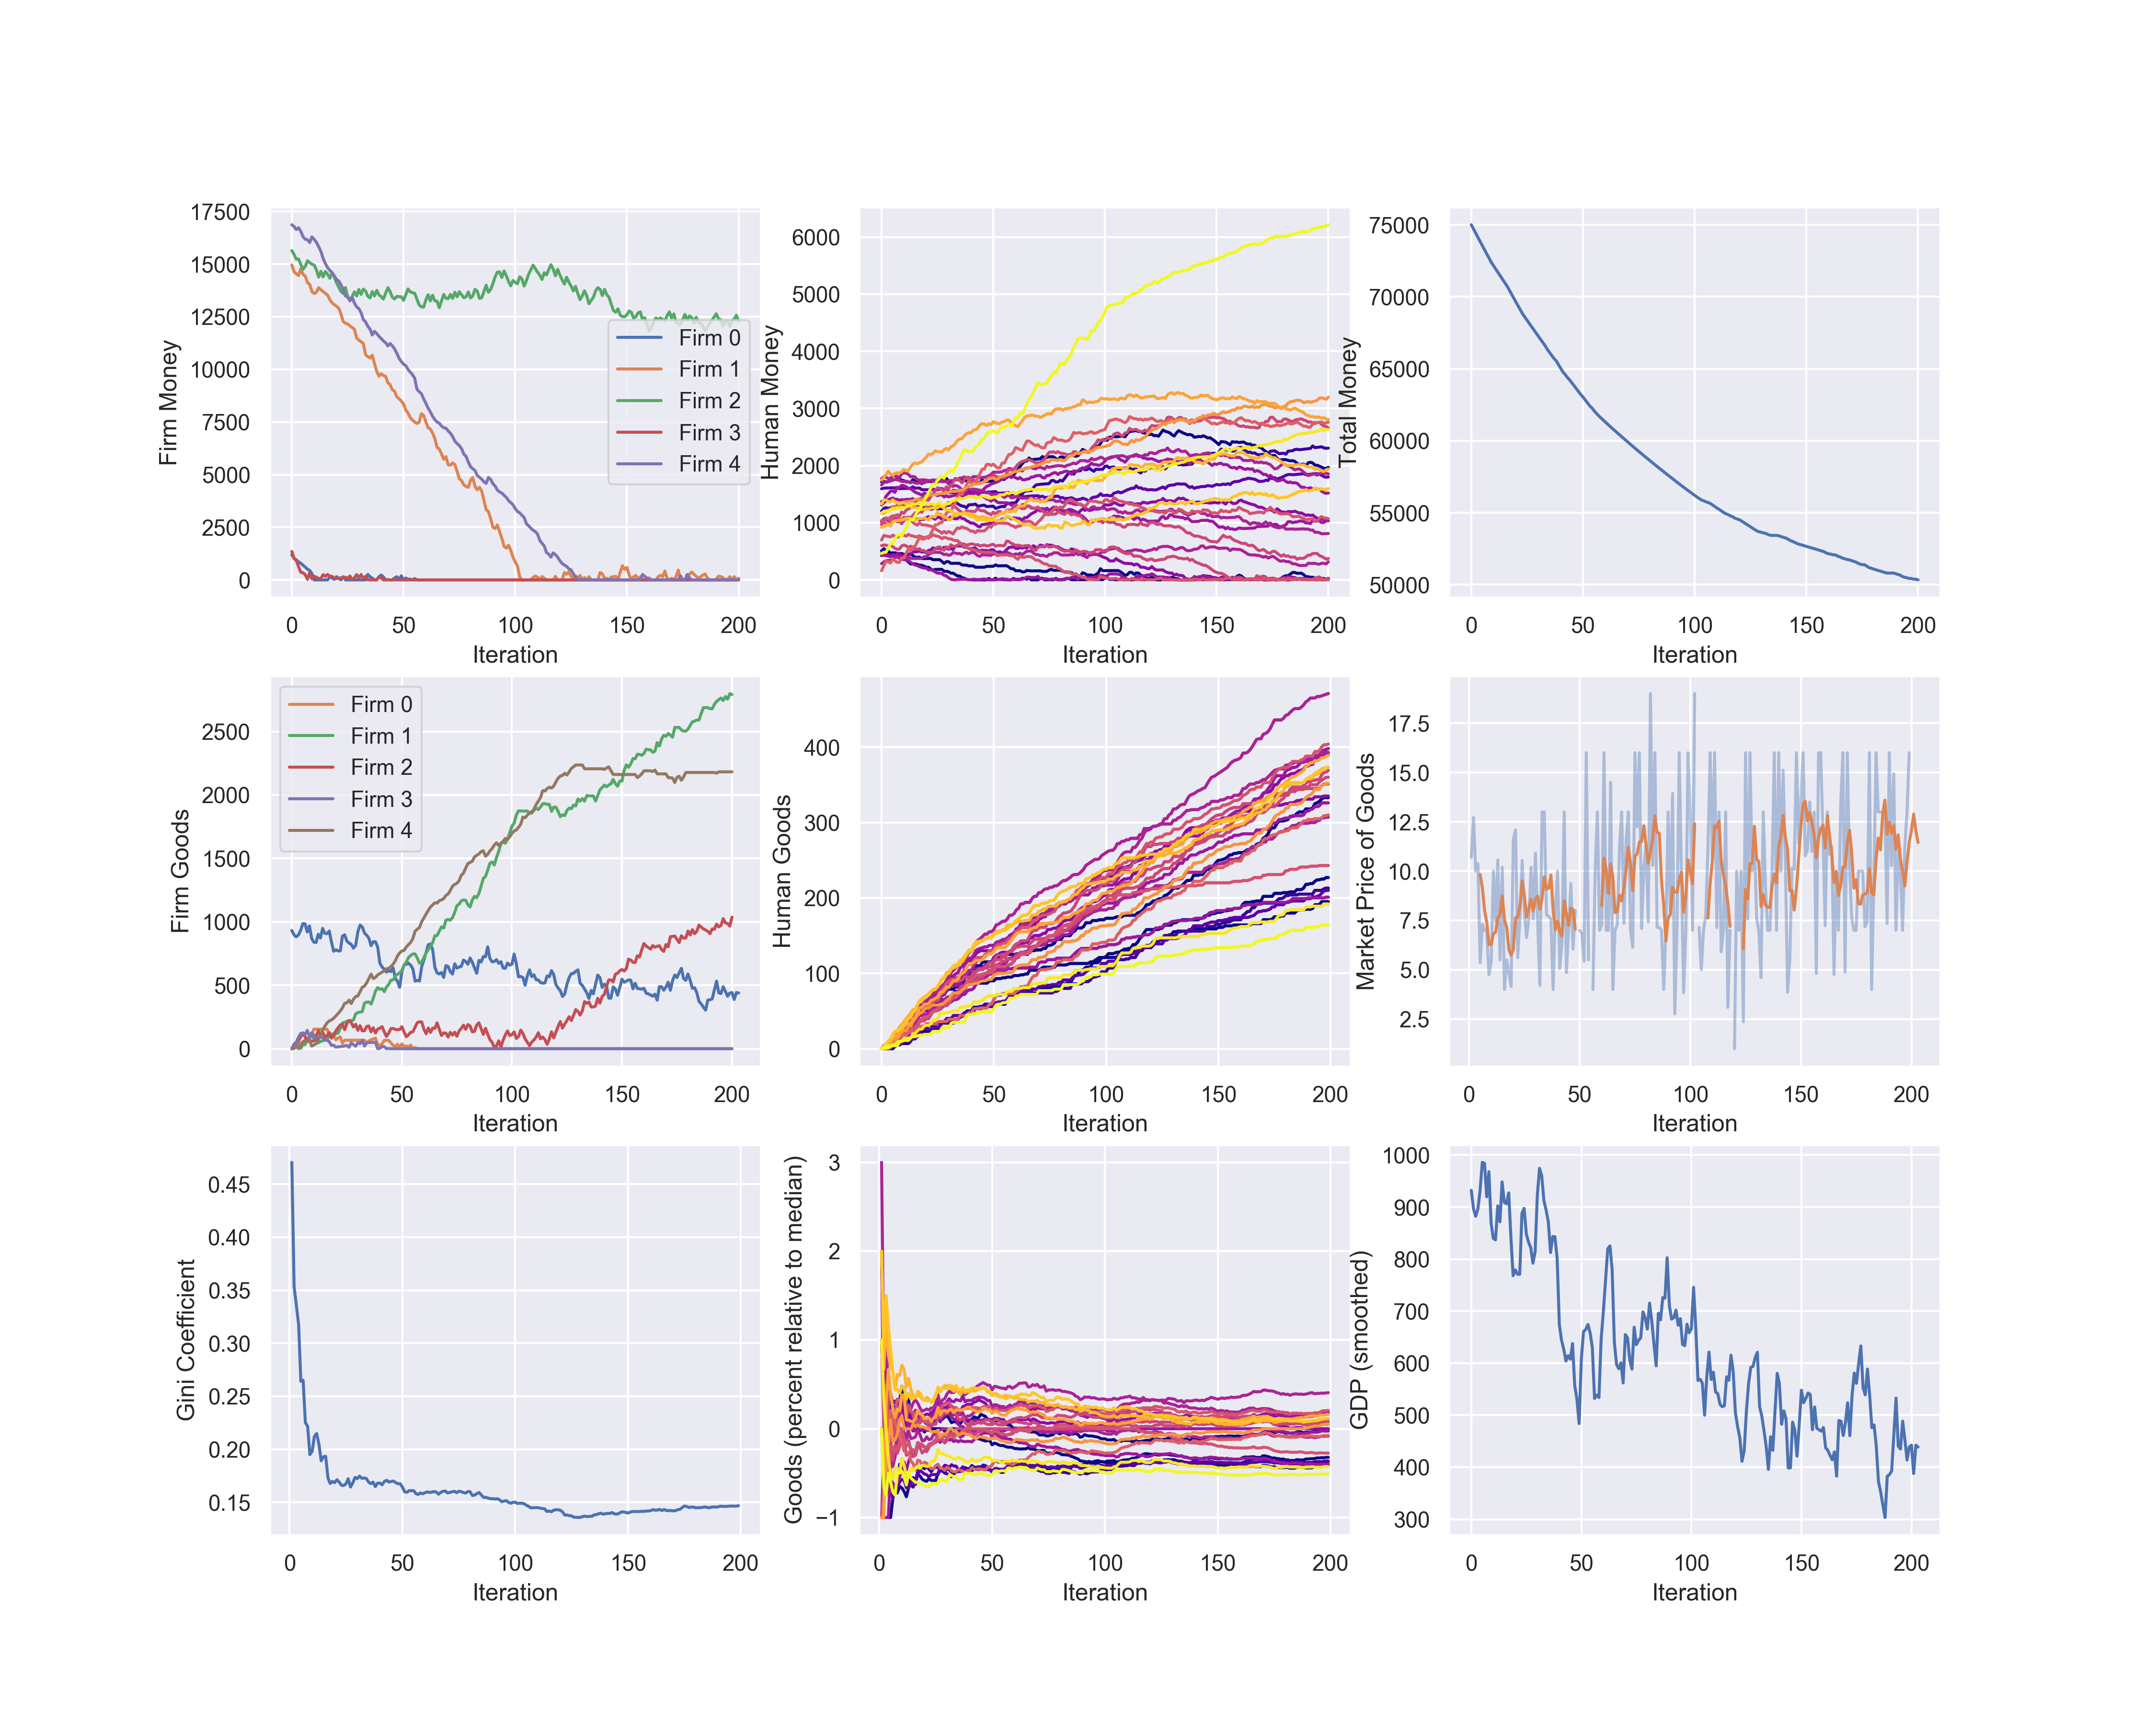 17500
15000
12500
10000
7500
5000
2500
0
Firm Money
Firm 0
Firm 1
Firm 2
Firm 3
Firm 4
0 50 100 150 200
Iteration
6000
5000
4000
3000
2000
1000
0
Human Money
0 50 100 150 200
Iteration
75000
70000
65000
60000
55000
50000
Total Money
0 50 100 150 200
Iteration
2500
2000
1500
1000
500
0
Firm Goods
Firm 0
Firm 1
Firm 2
Firm 3
Firm 4
0 50 100 150 200
Iteration
400
300
200
100
0
Human Goods
0 50 100 150 200
Iteration
17.5
15.0
12.5
10.0
7.5
5.0
2.5
Market Price of Goods
0 50 100 150 200
Iteration
0.45
0.40
0.35
0.30
0.25
0.20
0.15
Gini Coefficient
0 50 100 150 200
Iteration
3
2
1
0
−1
Goods (percent relative to median)
0 50 100 150 200
Iteration
1000
900
800
700
600
500
400
300
GDP (smoothed)
0 50 100 150 200
Iteration